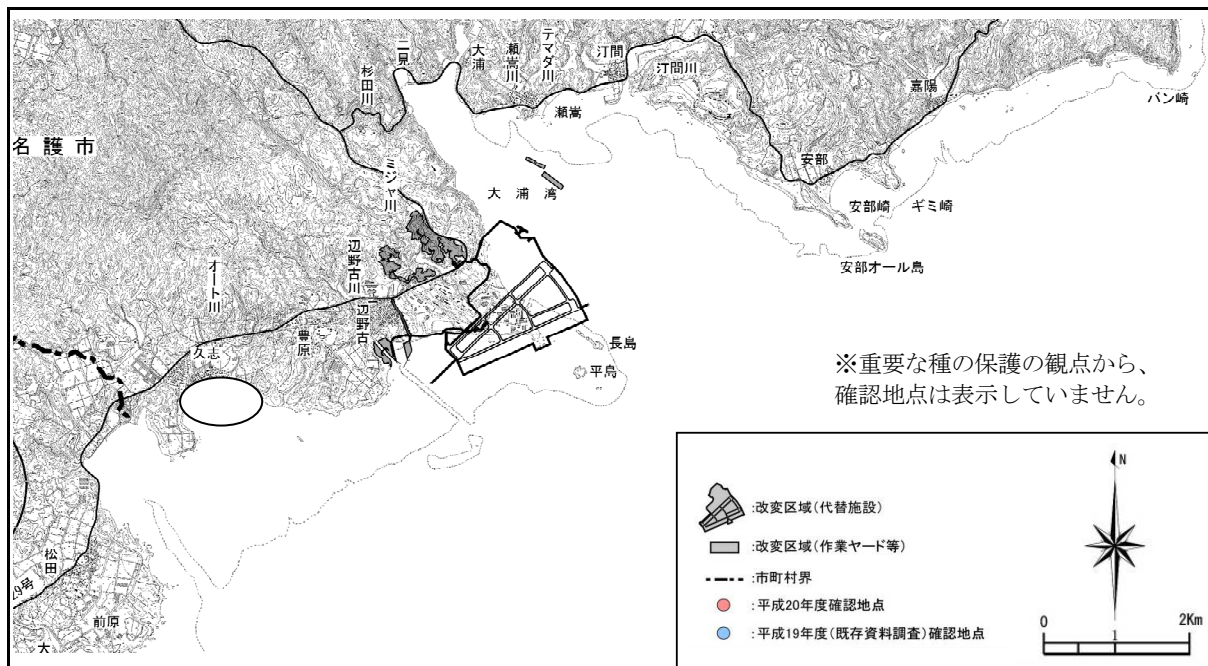 二見
大浦
瀬嵩川
テマダ川
汀間
汀間川
嘉陽
バン崎
杉田川
瀬嵩
名護市
安部
ミジャ川
大浦湾
安部崎
ギミ崎
安部オール島
辺野古川
オート川
辺野古
豊原
久志
長島
平島
※重要な種の保護の観点から、
確認地点は表示していません。
松田
29号
前原
大
:改変区域(代替施設)
:改変区域(作業ヤード等)
:市町村界
:平成20年度確認地点
:平成19年度(既存資料調査)確認地点
N
0 1 2Km